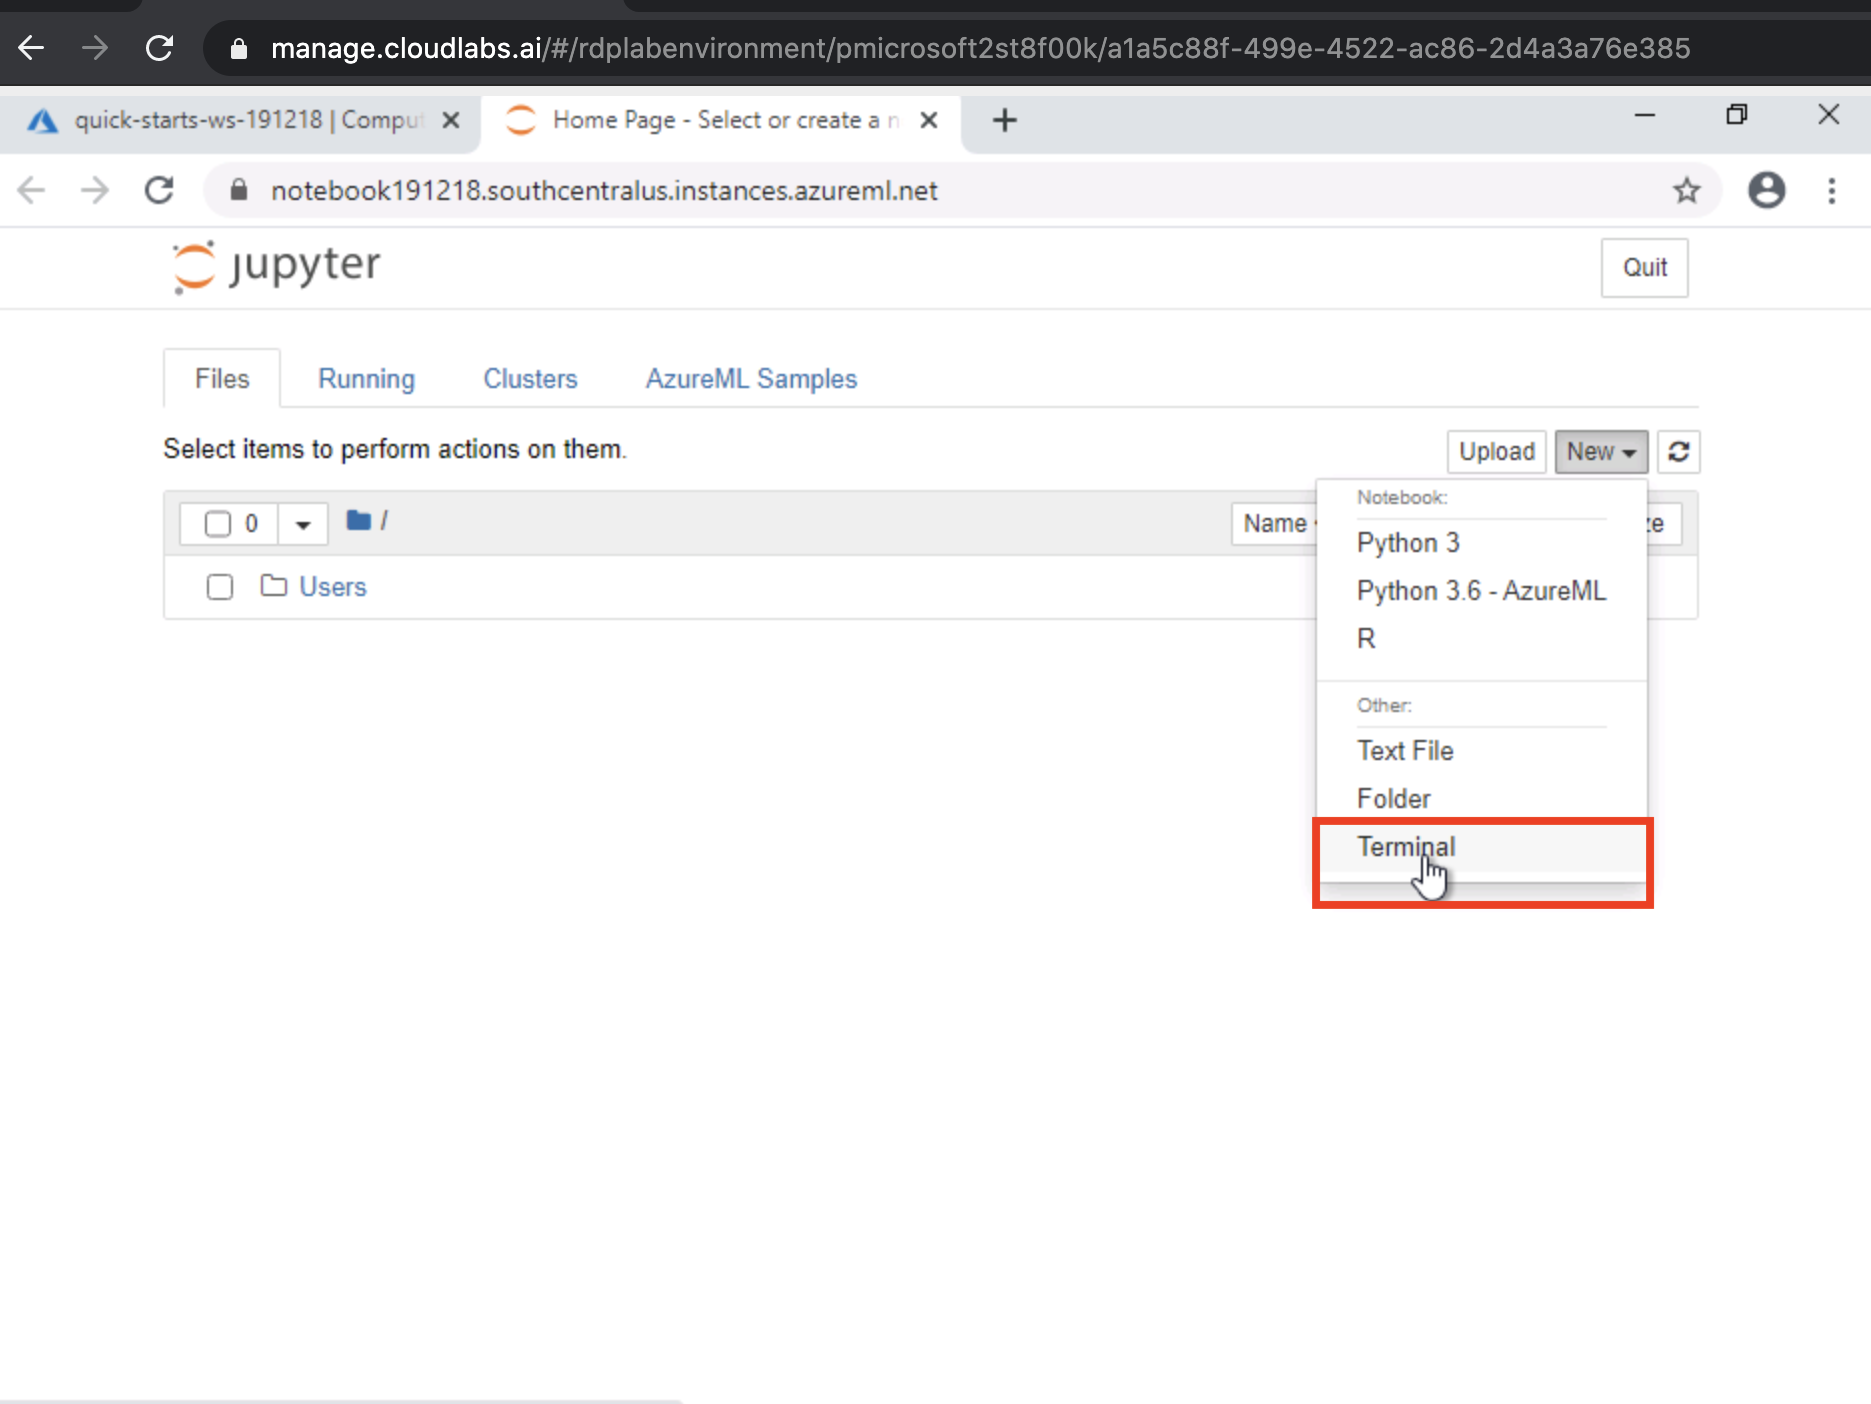 manage.cloudlabs.ai/#/rdplabenvironment/pmicrosoft2st8f00k/a1a5c88f-499e-4522-ac86-2d4a3a76e385
quick-starts-ws-191218 | Comput
Home Page - Select or create a n
notebook191218.southcentralus.instances.azureml.net
jupyter
Quit
Files
Running
Clusters
AzureML Samples
Select items to perform actions on them.
Upload
New
0
/
Name
ze
Users
Notebook:
Python 3
Python 3.6 - AzureML
R
Other:
Text File
Folder
Terminal